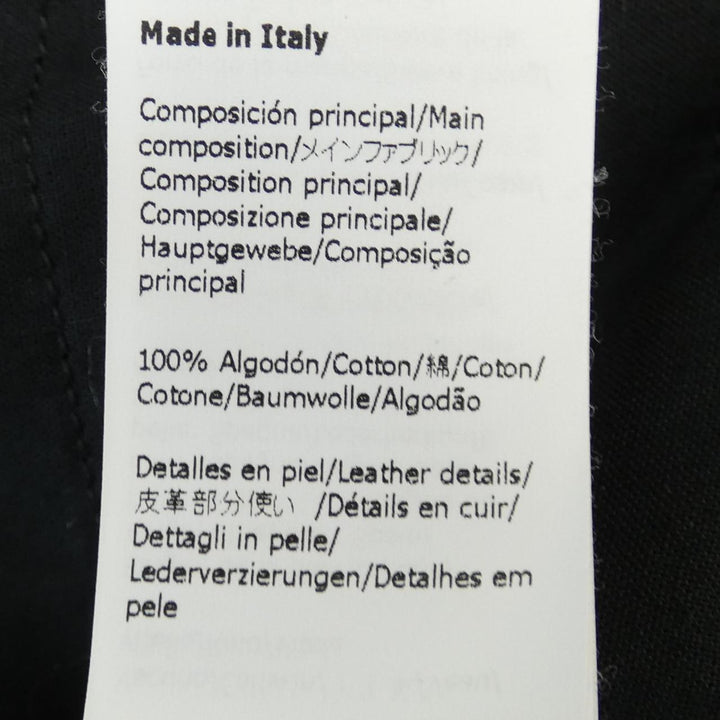 Made in Italy
Composición principal/Main
composition/メインファブリック/
Composition principal/
Composizione principale/
Hauptgewebe/Composição
principal
100% Algodón/Cotton/綿/Coton/
Cotone/Baumwolle/Algodão
Detalles en piel/Leather details/
皮革部分使い /Détails en cuir/
Dettagli in pelle/
Lederverzierungen/Detalhes em
pele